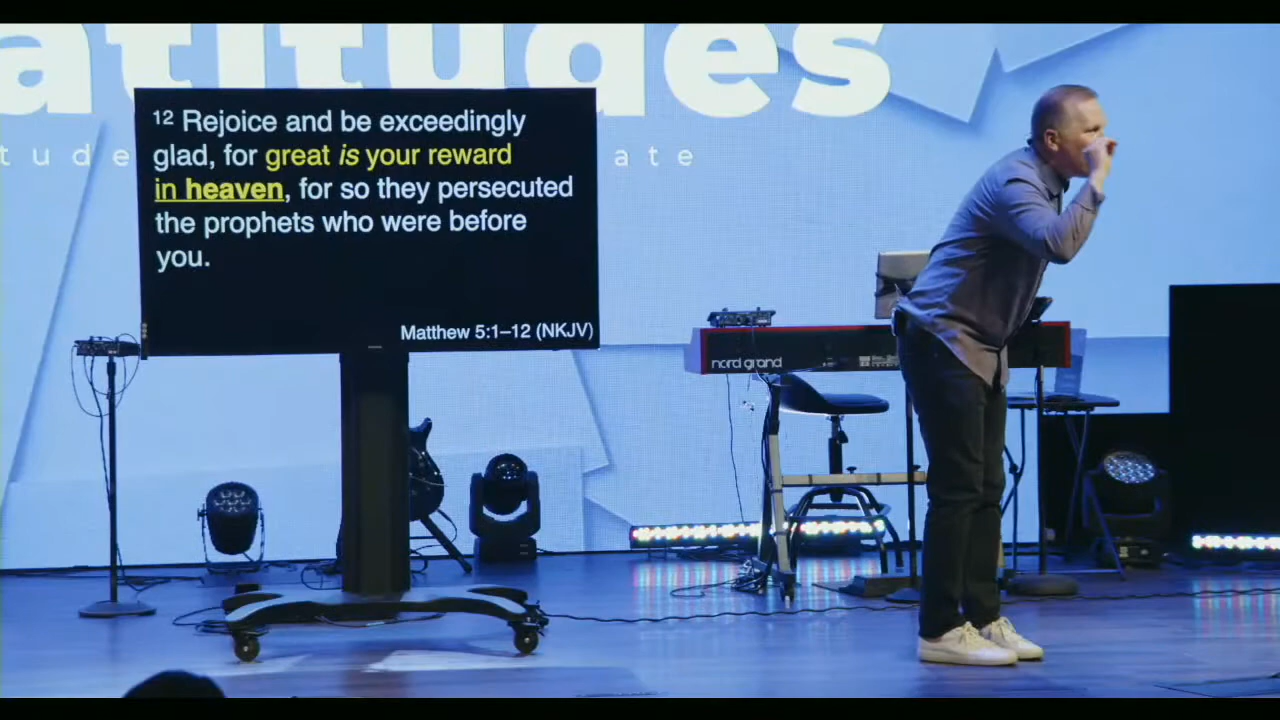 atitudes
tude
ate
12 Rejoice and be exceedingly
glad, for great is your reward
in heaven, for so they persecuted
the prophets who were before
you.
Matthew 5:1–12 (NKJV)
nord grand